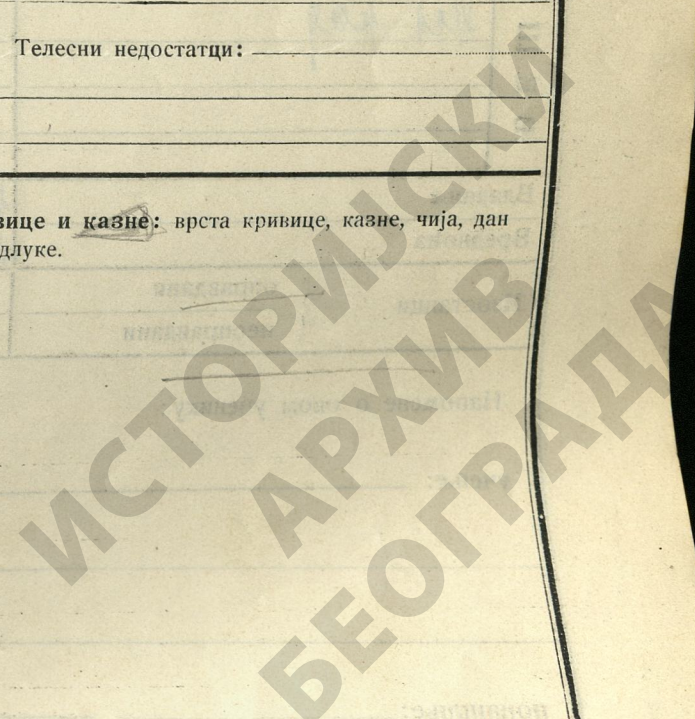 Телесни недостатци:
вице и казне: врста кривице, казне, чија, дан
длуке.
ИСТОРИЈСКИ
АРХИВ
БЕОГРАДА